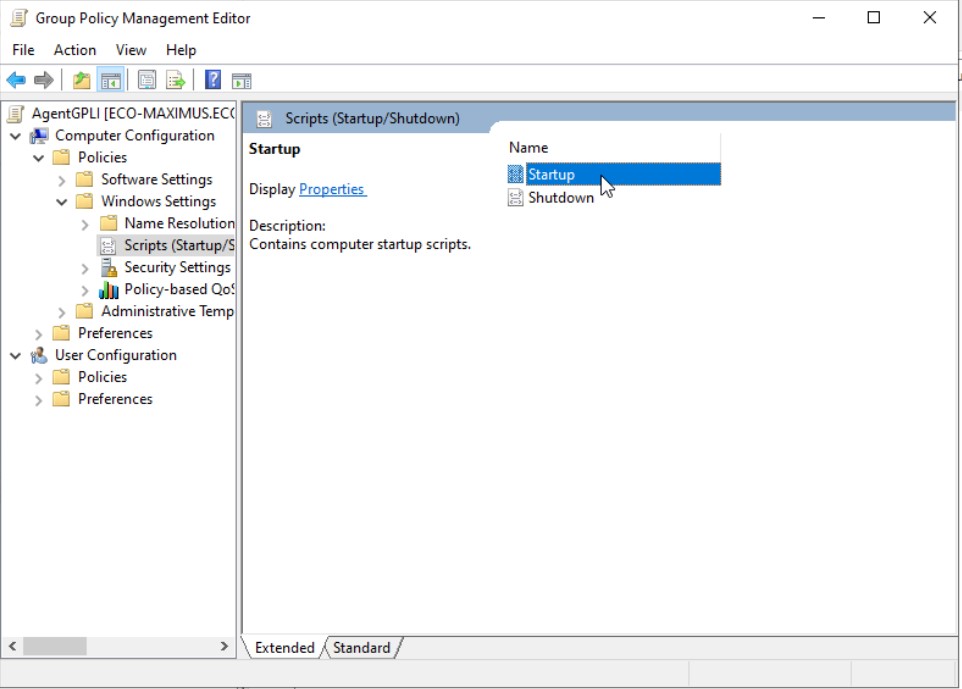 Group Policy Management Editor
File Action View Help
AgentGPLI [ECO-MAXIMUS.ECO
Computer Configuration
Policies
Software Settings
Windows Settings
Name Resolution
Scripts (Startup/S
Security Settings
Policy-based QoS
Administrative Temp
Preferences
User Configuration
Policies
Preferences
Scripts (Startup/Shutdown)
Startup
Display Properties
Description:
Contains computer startup scripts.
Name
Startup
Shutdown
Extended
Standard